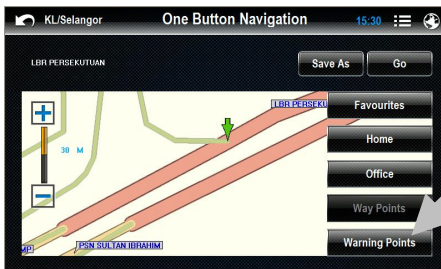 KL/Selangor
One Button Navigation
15:30
LBR PERSEKUTUAN
Save As
Go
LBR PERSEKU
Favourites
30 M
Home
Office
Way Points
Warning Points
MP
PSN SULTAN IBRAHIM